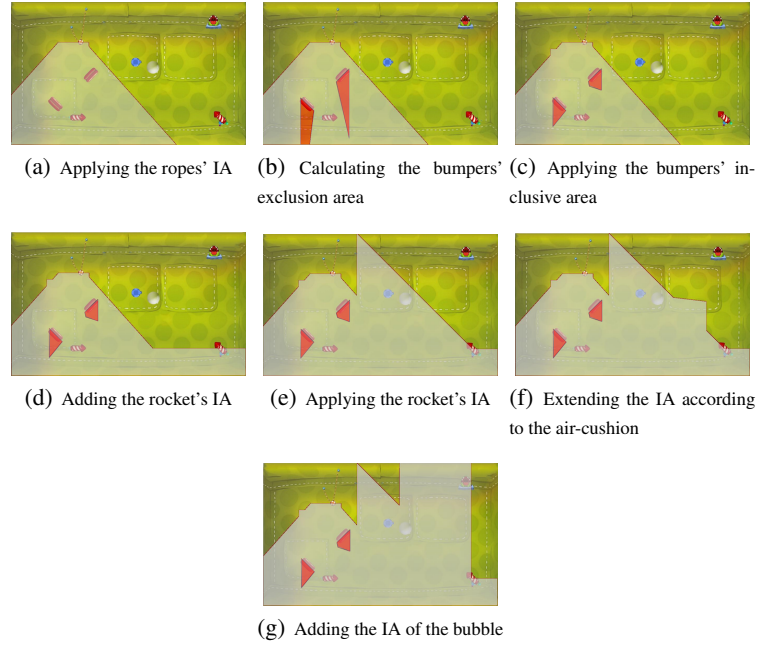 (a) Applying the ropes' IA
(b) Calculating the bumpers'
exclusion area
(c) Applying the bumpers' in-
clusive area
(d) Adding the rocket's IA
(e) Applying the rocket's IA
(f) Extending the IA according
to the air-cushion
(g) Adding the IA of the bubble